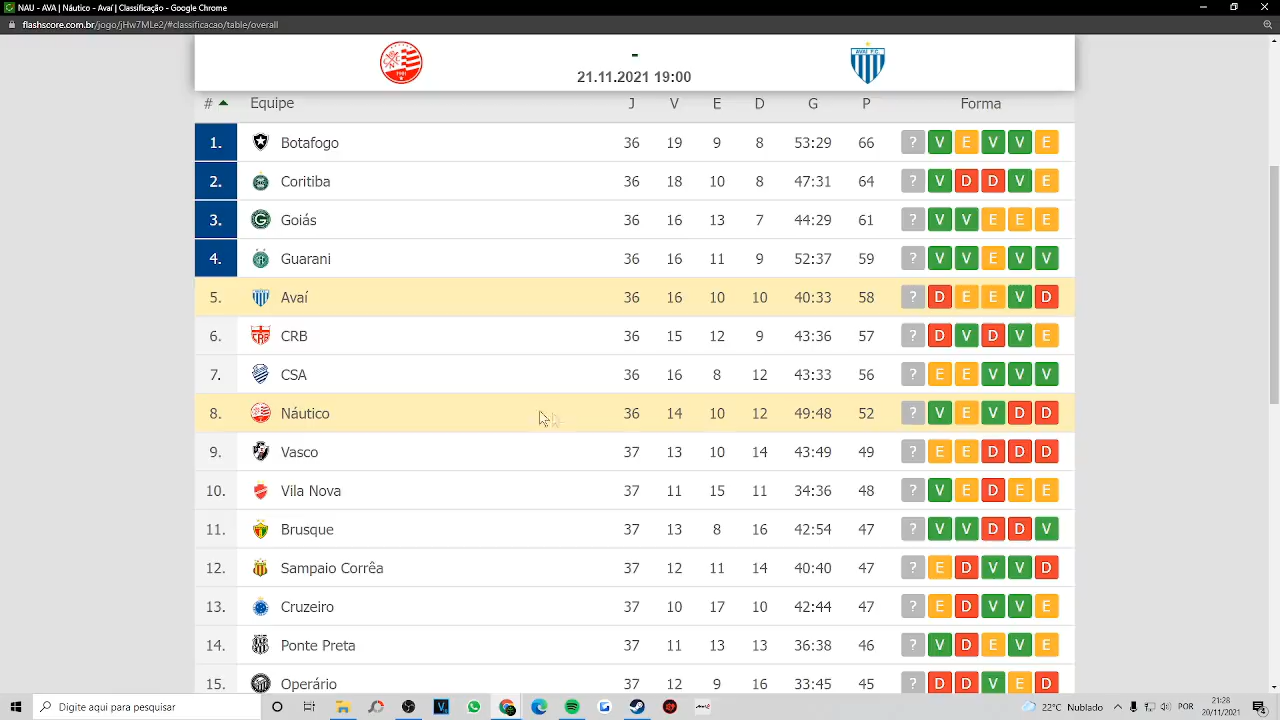 NAU - AVA | Náutico - Avaí | Classificação - Google Chrome
flashscore.com.br/jogo/jHw7MLe2/#classificacao/table/overall
-
21.11.2021 19:00
# Equipe J V E D G P Forma
1. Botafogo 36 19 9 8 53:29 66 ? V E V V E
2. Coritiba 36 18 10 8 47:31 64 ? V D D V E
3. Goiás 36 16 13 7 44:29 61 ? V V E E E
4. Guarani 36 16 11 9 52:37 59 ? V V E V V
5. Avaí 36 16 10 10 40:33 58 ? D E E V D
6. CRB 36 15 12 9 43:36 57 ? D V D V E
7. CSA 36 16 8 12 43:33 56 ? E E V V V
8. Náutico 36 14 10 12 49:48 52 ? V E V D D
9. Vasco 37 13 10 14 43:49 49 ? E E D D D
10. Vila Nova 37 11 15 11 34:36 48 ? V E D E E
11. Brusque 37 13 8 16 42:54 47 ? V V D D V
12. Sampaio Corrêa 37 12 11 14 40:40 47 ? E D V V D
13. Cruzeiro 37 10 17 10 42:44 47 ? E D V V E
14. Ponte Preta 37 11 13 13 36:38 46 ? V D E V E
15. Operário 37 12 9 16 33:45 45 ? D D V E D
Digite aqui para pesquisar
22°C Nublado
21:28
20/11/2021